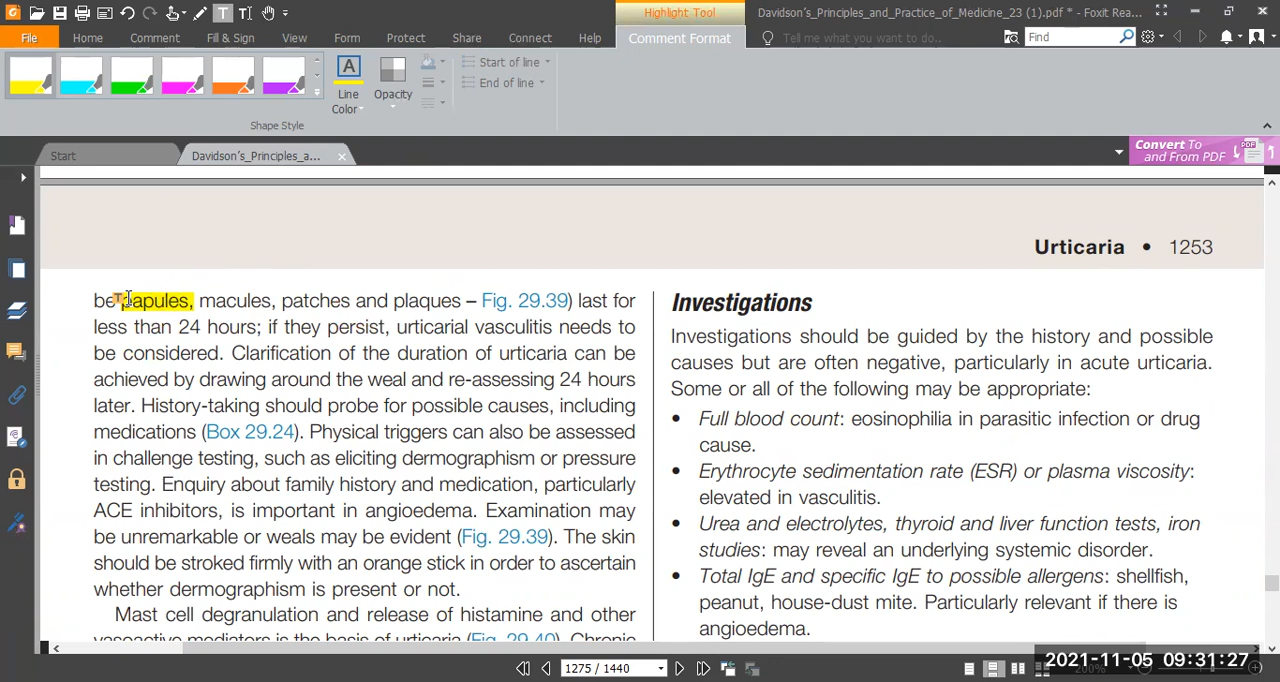 Highlight Tool
Davidson's_Principles_and_Practice_of_Medicine_23 (1).pdf * - Foxit Rea...
File Home Comment Fill & Sign View Form Protect Share Connect Help Comment Format Tell me what you want to do... Find
Line Color
Opacity
Start of line
End of line
Shape Style
Start
Davidson's_Principles_a...
Convert To
and From PDF
PDF
Urticaria • 1253
be papules, macules, patches and plaques – Fig. 29.39) last for
less than 24 hours; if they persist, urticarial vasculitis needs to
be considered. Clarification of the duration of urticaria can be
achieved by drawing around the weal and re-assessing 24 hours
later. History-taking should probe for possible causes, including
medications (Box 29.24). Physical triggers can also be assessed
in challenge testing, such as eliciting dermographism or pressure
testing. Enquiry about family history and medication, particularly
ACE inhibitors, is important in angioedema. Examination may
be unremarkable or weals may be evident (Fig. 29.39). The skin
should be stroked firmly with an orange stick in order to ascertain
whether dermographism is present or not.
Mast cell degranulation and release of histamine and other
vasoactive mediators is the basis of urticaria (Fig. 29.40). Chronic
Investigations
Investigations should be guided by the history and possible
causes but are often negative, particularly in acute urticaria.
Some or all of the following may be appropriate:
• Full blood count: eosinophilia in parasitic infection or drug
cause.
• Erythrocyte sedimentation rate (ESR) or plasma viscosity:
elevated in vasculitis.
• Urea and electrolytes, thyroid and liver function tests, iron
studies: may reveal an underlying systemic disorder.
• Total IgE and specific IgE to possible allergens: shellfish,
peanut, house-dust mite. Particularly relevant if there is
angioedema.
1275 / 1440
2021-11-05 09:31:27
200%